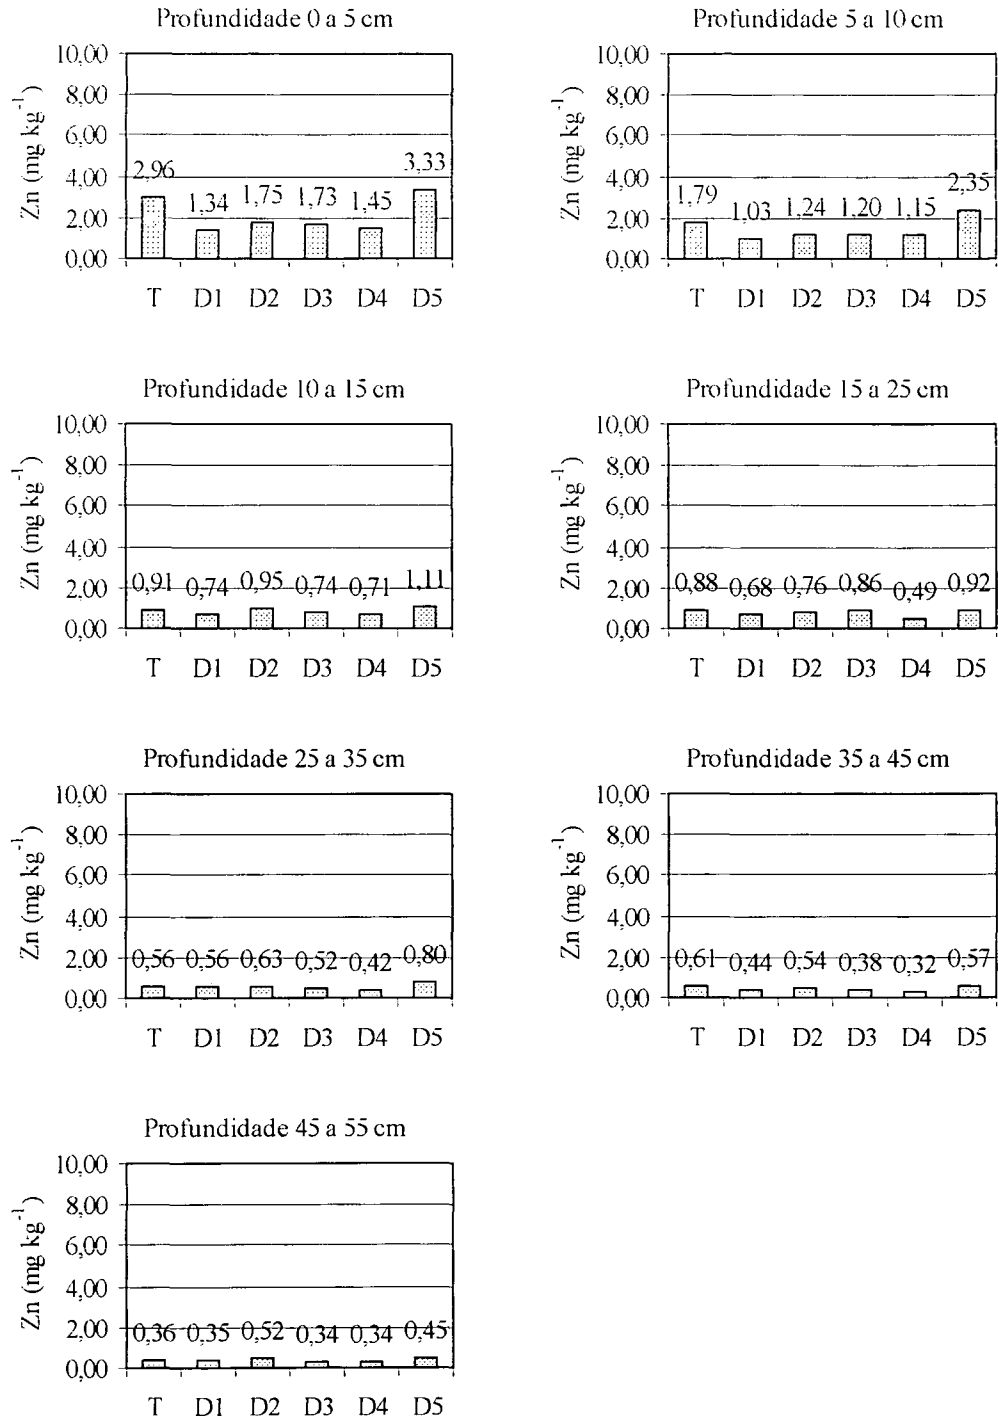 Profundidade 0 a 5 cm
Zn (mg kg⁻¹)
10,00
8,00
6,00
4,00
2,00
0,00
2,96 1,34 1,75 1,73 1,45 3,33
T D1 D2 D3 D4 D5
Profundidade 5 a 10 cm
Zn (mg kg⁻¹)
10,00
8,00
6,00
4,00
2,00
0,00
1,79 1,03 1,24 1,20 1,15 2,35
T D1 D2 D3 D4 D5
Profundidade 10 a 15 cm
Zn (mg kg⁻¹)
10,00
8,00
6,00
4,00
2,00
0,00
0,91 0,74 0,95 0,74 0,71 1,11
T D1 D2 D3 D4 D5
Profundidade 15 a 25 cm
Zn (mg kg⁻¹)
10,00
8,00
6,00
4,00
2,00
0,00
0,88 0,68 0,76 0,86 0,49 0,92
T D1 D2 D3 D4 D5
Profundidade 25 a 35 cm
Zn (mg kg⁻¹)
10,00
8,00
6,00
4,00
2,00
0,00
0,56 0,56 0,63 0,52 0,42 0,80
T D1 D2 D3 D4 D5
Profundidade 35 a 45 cm
Zn (mg kg⁻¹)
10,00
8,00
6,00
4,00
2,00
0,00
0,61 0,44 0,54 0,38 0,32 0,57
T D1 D2 D3 D4 D5
Profundidade 45 a 55 cm
Zn (mg kg⁻¹)
10,00
8,00
6,00
4,00
2,00
0,00
0,36 0,35 0,52 0,34 0,34 0,45
T D1 D2 D3 D4 D5